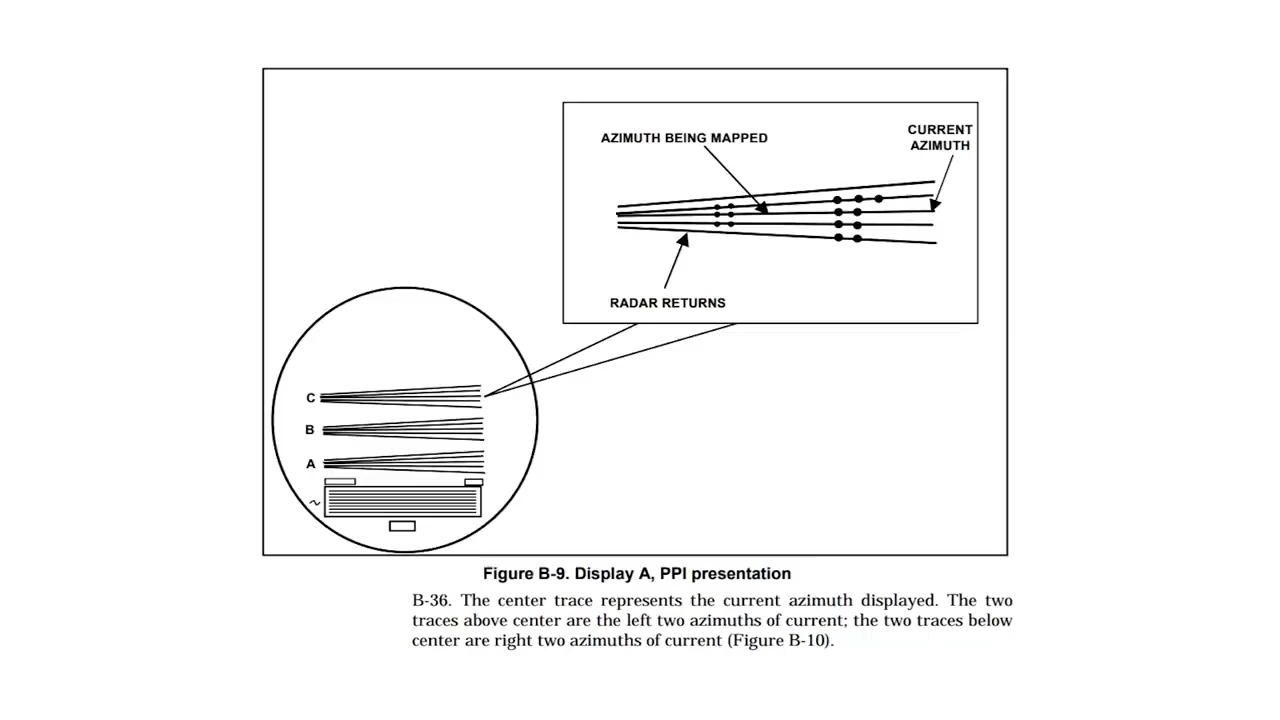 AZIMUTH BEING MAPPED
CURRENT
AZIMUTH
RADAR RETURNS
C
B
A
~
Figure B-9. Display A, PPI presentation
B-36. The center trace represents the current azimuth displayed. The two
traces above center are the left two azimuths of current; the two traces below
center are right two azimuths of current (Figure B-10).